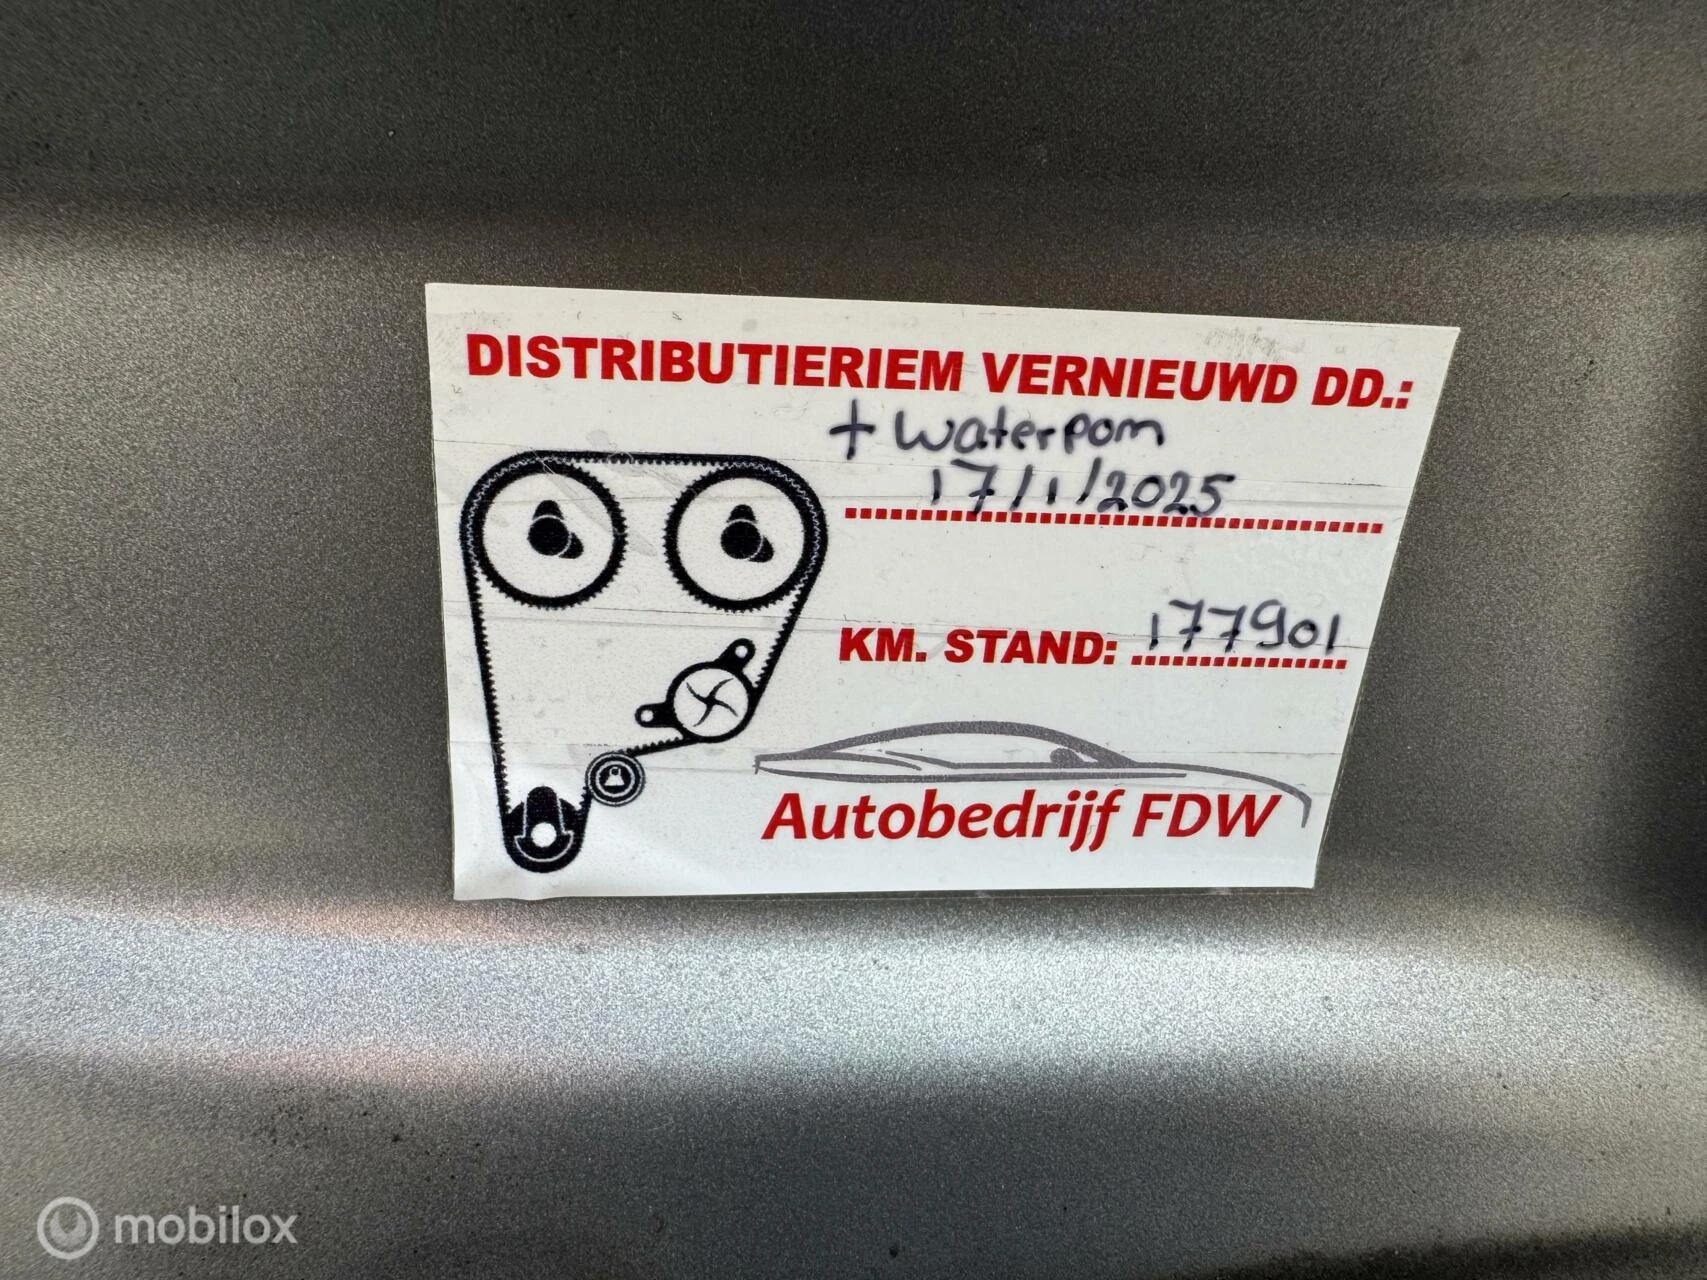 DISTRIBUTIERIEM VERNIEUWD DD.:
+ waterpom
17/1/2025
KM. STAND: 177901
Autobedrijf FDW
mobilox